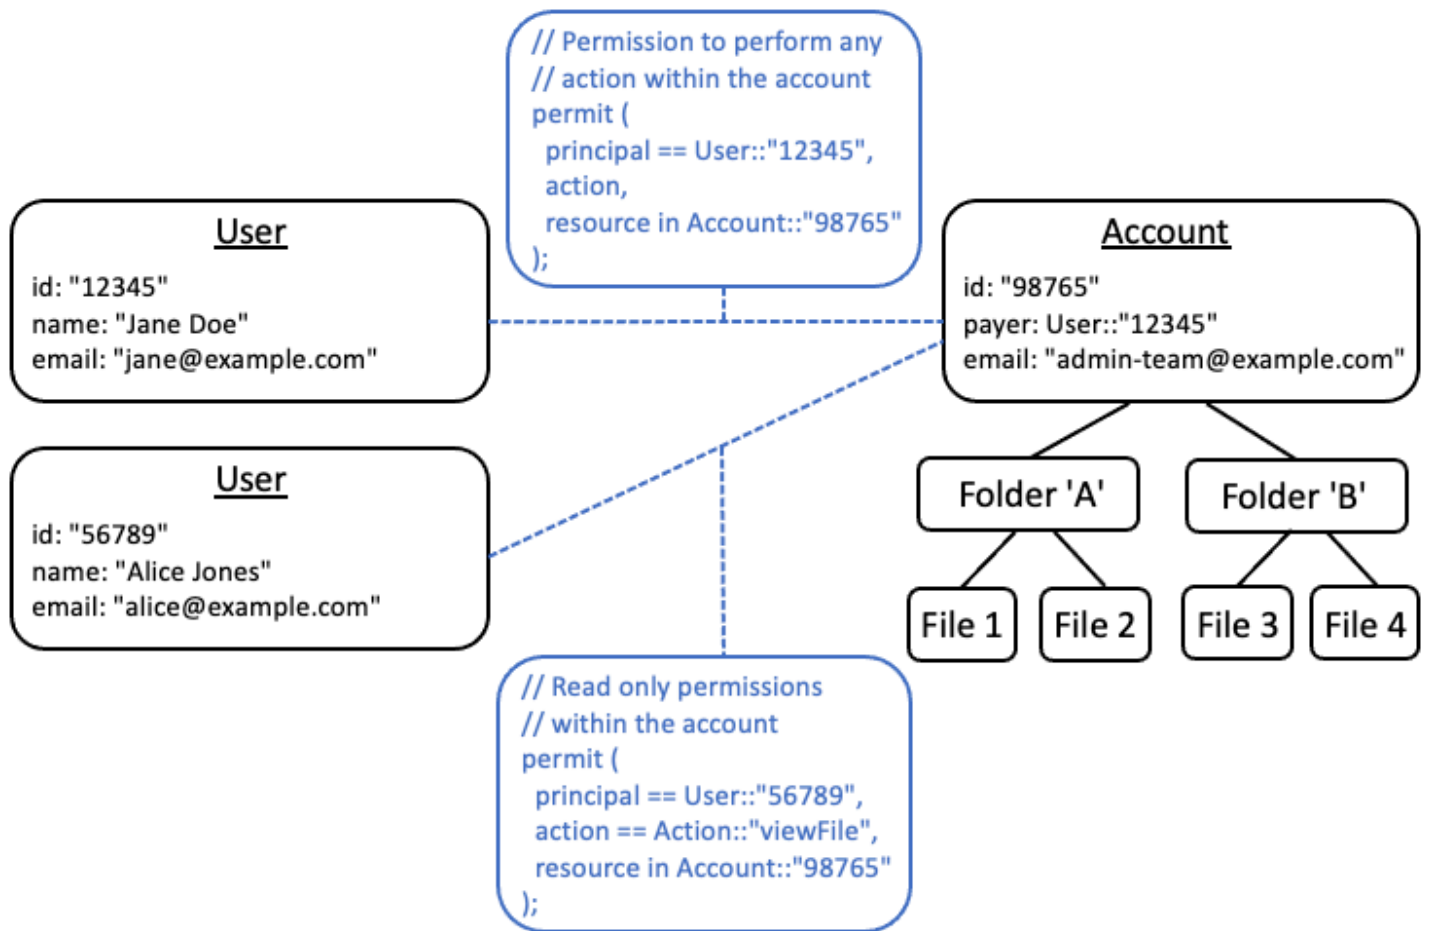 // Permission to perform any
// action within the account
permit (
principal == User::"12345",
action,
resource in Account::"98765"
);
User
id: "12345"
name: "Jane Doe"
email: "jane@example.com"
Account
id: "98765"
payer: User::"12345"
email: "admin-team@example.com"
User
id: "56789"
name: "Alice Jones"
email: "alice@example.com"
Folder 'A'
Folder 'B'
File 1
File 2
File 3
File 4
// Read only permissions
// within the account
permit (
principal == User::"56789",
action == Action::"viewFile",
resource in Account::"98765"
);